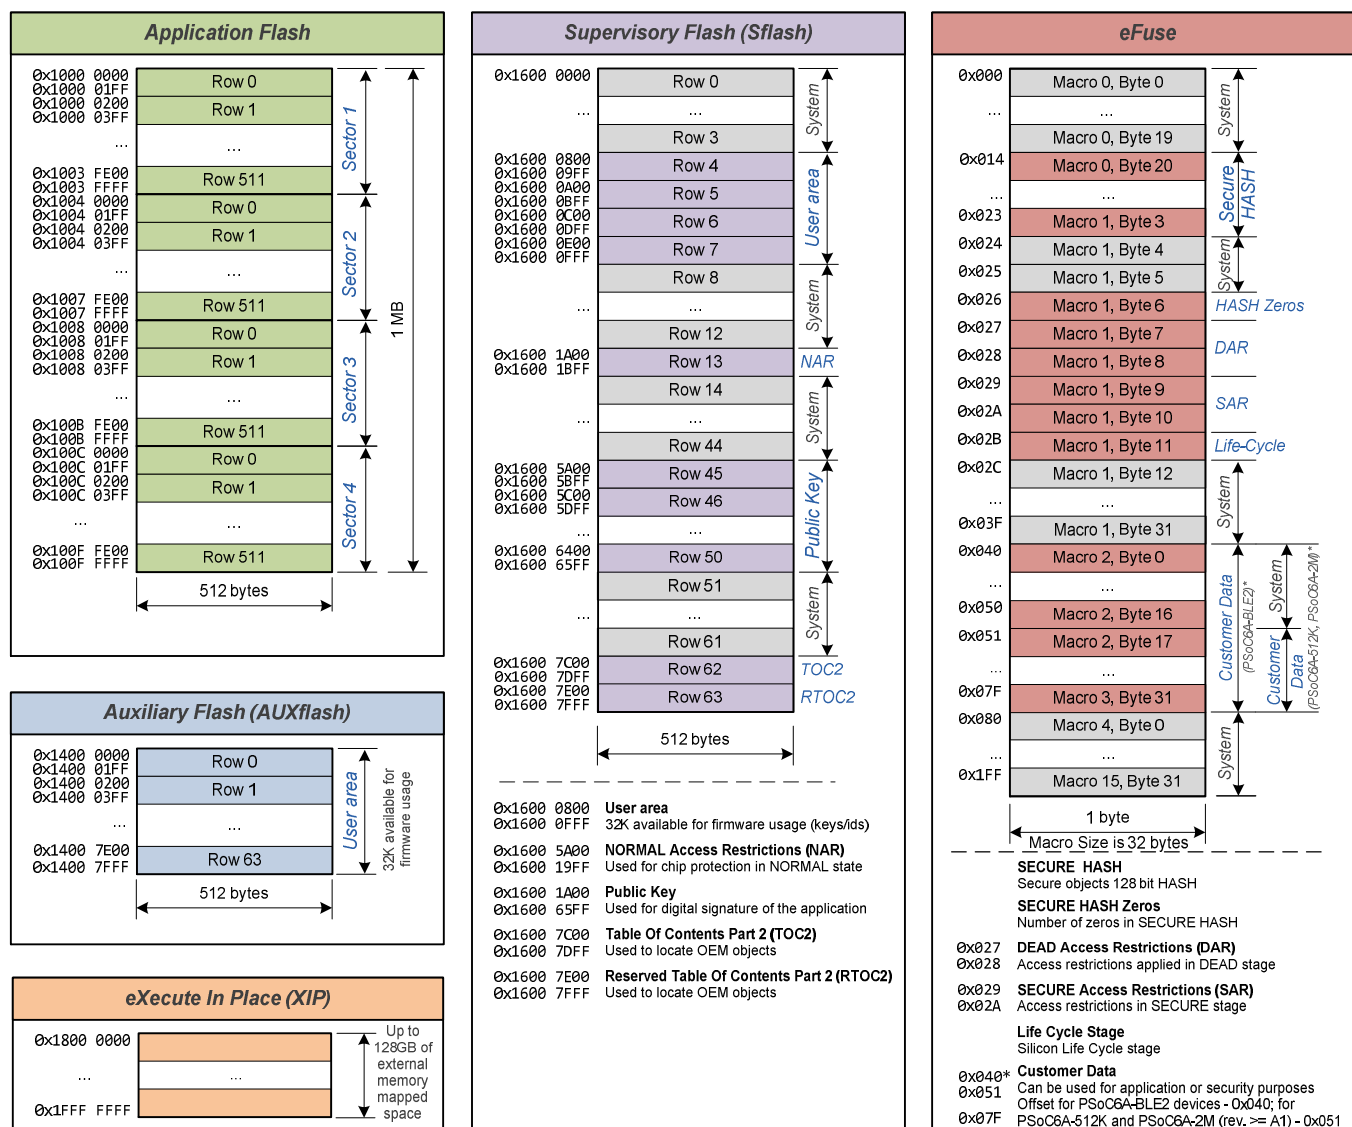 Application Flash
0x1000 0000
0x1000 01FF
0x1000 0200
0x1000 03FF
...
0x1003 FE00
0x1003 FFFF
0x1004 0000
0x1004 01FF
0x1004 0200
0x1004 03FF
...
0x1007 FE00
0x1007 FFFF
0x1008 0000
0x1008 01FF
0x1008 0200
0x1008 03FF
...
0x100B FE00
0x100B FFFF
0x100C 0000
0x100C 01FF
0x100C 0200
0x100C 03FF
...
0x100F FE00
0x100F FFFF
Row 0
Row 1
...
Row 511
Row 0
Row 1
...
Row 511
Row 0
Row 1
...
Row 511
Row 0
Row 1
...
Row 511
Sector 1
Sector 2
Sector 3
Sector 4
1 MB
512 bytes
Auxiliary Flash (AUXflash)
0x1400 0000
0x1400 01FF
0x1400 0200
0x1400 03FF
...
0x1400 7E00
0x1400 7FFF
Row 0
Row 1
...
Row 63
User area
32K available for
firmware usage
512 bytes
eXecute In Place (XIP)
0x1800 0000
...
0x1FFF FFFF
...
Up to
128GB of
external
memory
mapped
space
Supervisory Flash (Sflash)
0x1600 0000
...
0x1600 0800
0x1600 09FF
0x1600 0A00
0x1600 0BFF
0x1600 0C00
0x1600 0DFF
0x1600 0E00
0x1600 0FFF
...
0x1600 1A00
0x1600 1BFF
...
0x1600 5A00
0x1600 5BFF
0x1600 5C00
0x1600 5DFF
...
0x1600 6400
0x1600 65FF
...
0x1600 7C00
0x1600 7DFF
0x1600 7E00
0x1600 7FFF
Row 0
...
Row 3
Row 4
Row 5
Row 6
Row 7
Row 8
...
Row 12
Row 13
Row 14
...
Row 44
Row 45
Row 46
...
Row 50
Row 51
...
Row 61
Row 62
Row 63
System
User area
System
NAR
System
Public Key
System
TOC2
RTOC2
512 bytes
0x1600 0800 User area
0x1600 0FFF 32K available for firmware usage (keys/ids)
0x1600 5A00 NORMAL Access Restrictions (NAR)
0x1600 19FF Used for chip protection in NORMAL state
0x1600 1A00 Public Key
0x1600 65FF Used for digital signature of the application
0x1600 7C00 Table Of Contents Part 2 (TOC2)
0x1600 7DFF Used to locate OEM objects
0x1600 7E00 Reserved Table Of Contents Part 2 (RTOC2)
0x1600 7FFF Used to locate OEM objects
eFuse
0x000
...
0x014
...
0x023
0x024
0x025
0x026
0x027
0x028
0x029
0x02A
0x02B
0x02C
...
0x03F
0x040
...
0x050
0x051
...
0x07F
0x080
...
0x1FF
Macro 0, Byte 0
...
Macro 0, Byte 19
Macro 0, Byte 20
...
Macro 1, Byte 3
Macro 1, Byte 4
Macro 1, Byte 5
Macro 1, Byte 6
Macro 1, Byte 7
Macro 1, Byte 8
Macro 1, Byte 9
Macro 1, Byte 10
Macro 1, Byte 11
Macro 1, Byte 12
...
Macro 1, Byte 31
Macro 2, Byte 0
...
Macro 2, Byte 16
Macro 2, Byte 17
...
Macro 3, Byte 31
Macro 4, Byte 0
...
Macro 15, Byte 31
System
Secure
HASH
System
HASH Zeros
DAR
SAR
Life-Cycle
System
Customer Data
(PSoC6A-BLE2)*
System
Customer
Data
(PSoC6A-512K, PSoC6A-2M)*
System
1 byte
Macro Size is 32 bytes
SECURE HASH
Secure objects 128 bit HASH
SECURE HASH Zeros
Number of zeros in SECURE HASH
0x027 DEAD Access Restrictions (DAR)
0x028 Access restrictions applied in DEAD stage
0x029 SECURE Access Restrictions (SAR)
0x02A Access restrictions in SECURE stage
Life Cycle Stage
Silicon Life Cycle stage
0x040* Customer Data
0x051 Can be used for application or security purposes
Offset for PSoC6A-BLE2 devices - 0x040; for
0x07F PSoC6A-512K and PSoC6A-2M (rev. >= A1) - 0x051